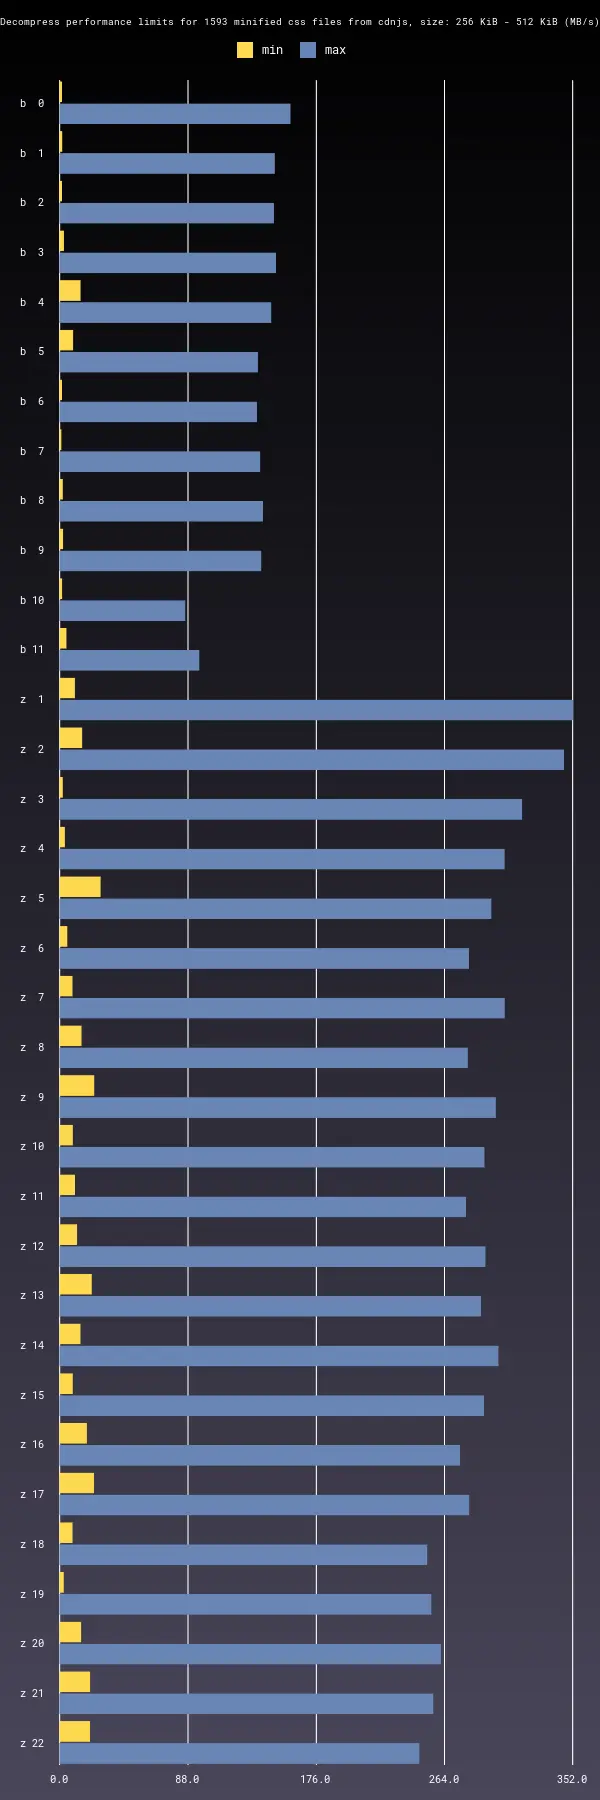 Decompress performance limits for 1593 minified css files from cdnjs, size: 256 KiB - 512 KiB (MB/s)
min max
b 0
b 1
b 2
b 3
b 4
b 5
b 6
b 7
b 8
b 9
b 10
b 11
z 1
z 2
z 3
z 4
z 5
z 6
z 7
z 8
z 9
z 10
z 11
z 12
z 13
z 14
z 15
z 16
z 17
z 18
z 19
z 20
z 21
z 22
0.0 88.0 176.0 264.0 352.0